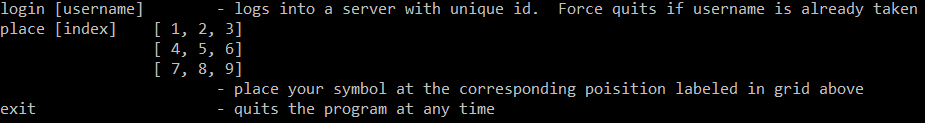 login [username]        - logs into a server with unique id.  Force quits if username is already taken
place [index]    [ 1, 2, 3]
                 [ 4, 5, 6]
                 [ 7, 8, 9]
                        - place your symbol at the corresponding poisition labeled in grid above
exit                    - quits the program at any time